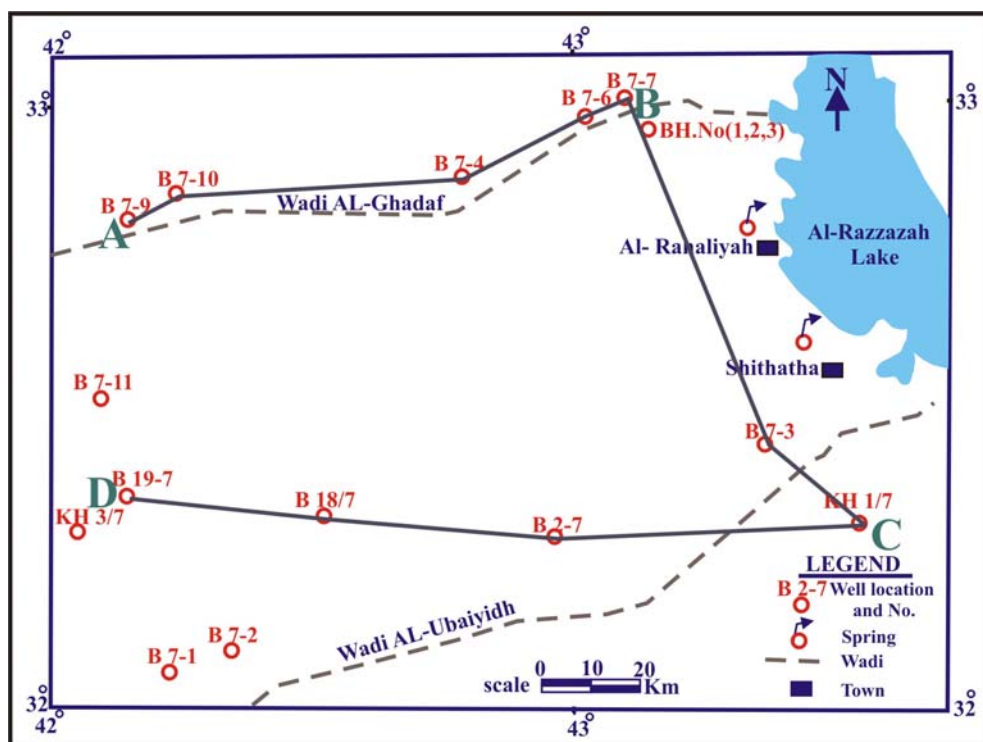 42°
43°
33°
33°
N
B 7-7
B
B 7-6
BH.No(1,2,3)
B 7-4
B 7-10
B 7-9
A
Wadi AL-Ghadaf
Al- Rahaliyah
Al-Razzazah
Lake
Shithatha
B 7-11
B 7-3
D
B 19-7
KH 3/7
B 18/7
B 2-7
KH 1/7
C
B 7-2
B 7-1
Wadi AL-Ubaiyidh
LEGEND
B 2-7 Well location
and No.
Spring
Wadi
Town
0 10 20
scale Km
32°
32°
42°
43°